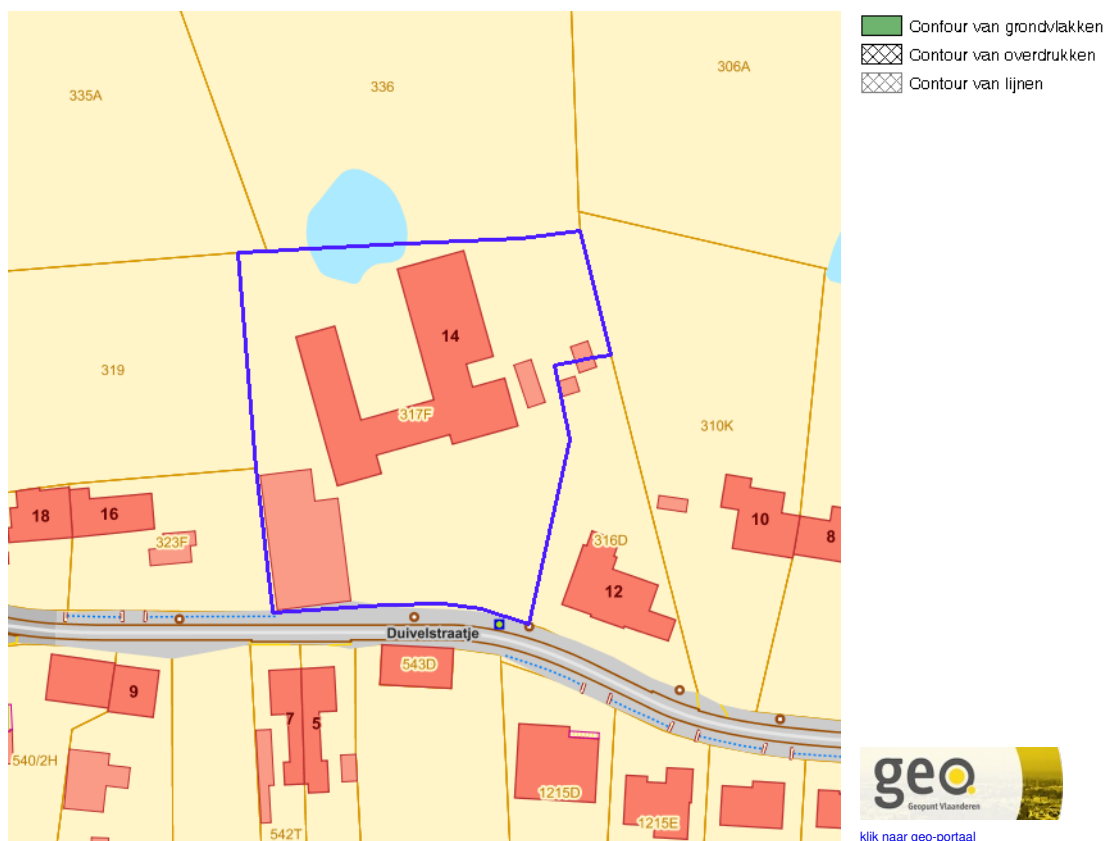 Contour van grondvlakken
Contour van overdrukken
Contour van lijnen
335A
336
306A
319
14
317F
310K
18
16
323F
316D
10
8
12
Duivelstraatje
543D
9
7
5
540/2H
1215D
1215E
542T
geo
Geopunt Vlaanderen
klik naar geo-portaal